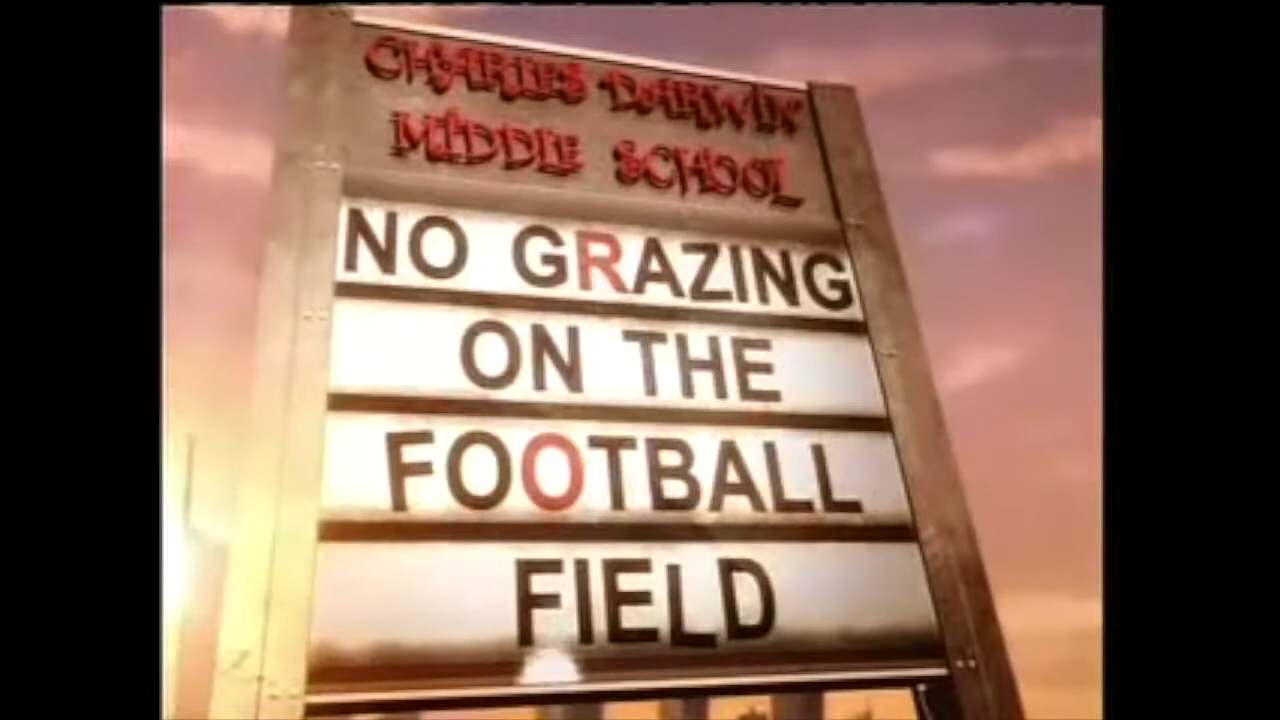 CHARLES DARWIN
MIDDLE SCHOOL
NO GRAZING
ON THE
FOOTBALL
FIELD